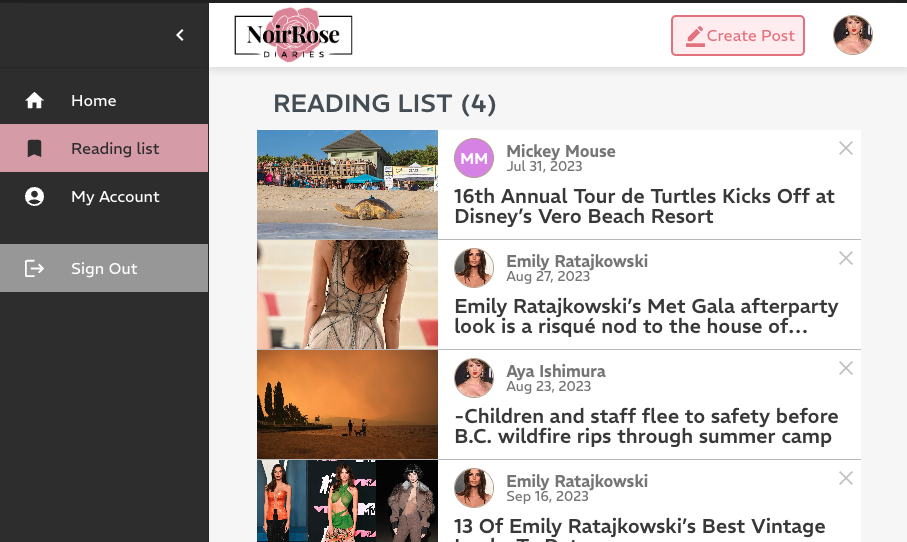 NoirRose
DIARIES
Create Post
Home
Reading list
My Account
Sign Out
READING LIST (4)
MM
Mickey Mouse
Jul 31, 2023
16th Annual Tour de Turtles Kicks Off at
Disney’s Vero Beach Resort
Emily Ratajkowski
Aug 27, 2023
Emily Ratajkowski’s Met Gala afterparty
look is a risqué nod to the house of...
Aya Ishimura
Aug 23, 2023
-Children and staff flee to safety before
B.C. wildfire rips through summer camp
Emily Ratajkowski
Sep 16, 2023
13 Of Emily Ratajkowski’s Best Vintage